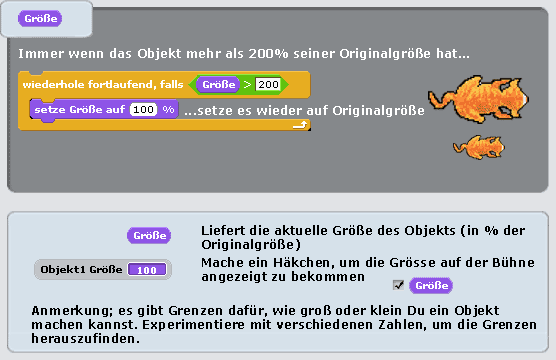 Größe
Immer wenn das Objekt mehr als 200% seiner Originalgröße hat...
wiederhole fortlaufend, falls Größe > 200
setze Größe auf 100 % ...setze es wieder auf Originalgröße
Größe
Liefert die aktuelle Größe des Objekts (in % der
Originalgröße)
Objekt1 Größe 100
Mache ein Häkchen, um die Grösse auf der Bühne
angezeigt zu bekommen
Größe
Anmerkung; es gibt Grenzen dafür, wie groß oder klein Du ein Objekt
machen kannst. Experimentiere mit verschiedenen Zahlen, um die Grenzen
herauszufinden.